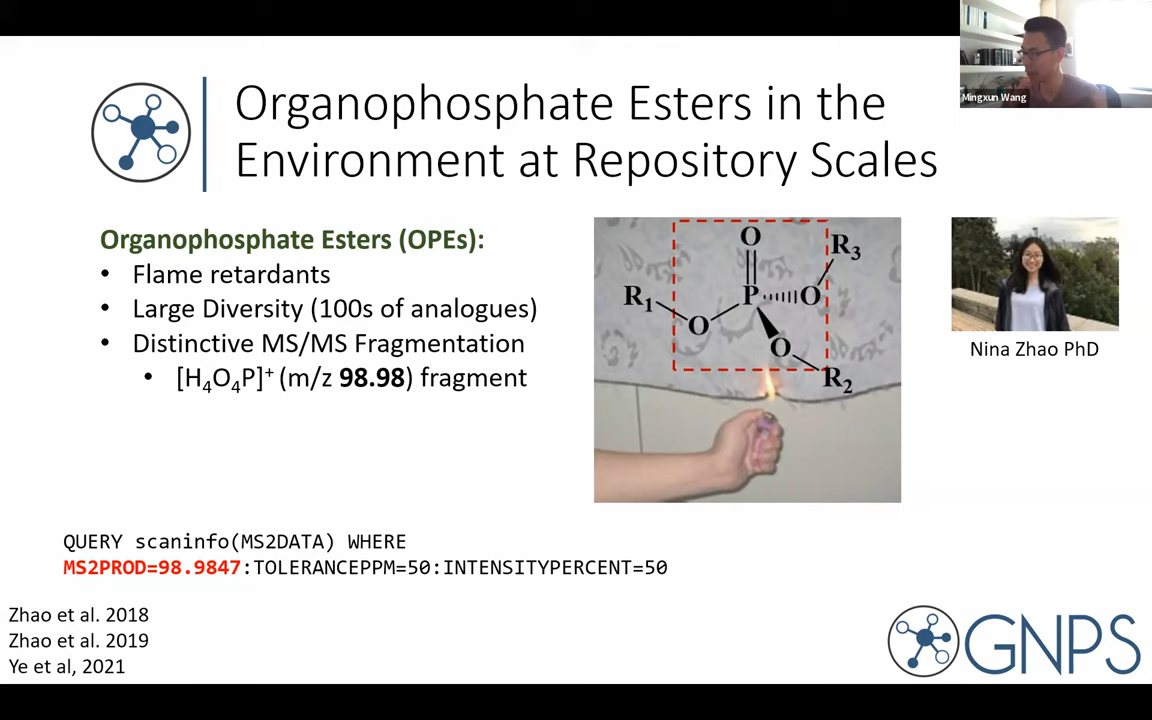 Mingxun Wang
Organophosphate Esters in the
Environment at Repository Scales
Organophosphate Esters (OPEs):
• Flame retardants
• Large Diversity (100s of analogues)
• Distinctive MS/MS Fragmentation
• [H₄O₄P]⁺ (m/z 98.98) fragment
O
R₃
R₁
P
O
O
O
R₂
Nina Zhao PhD
QUERY scaninfo(MS2DATA) WHERE
MS2PROD=98.9847:TOLERANCEPPM=50:INTENSITYPERCENT=50
Zhao et al. 2018
Zhao et al. 2019
Ye et al, 2021
GNPS